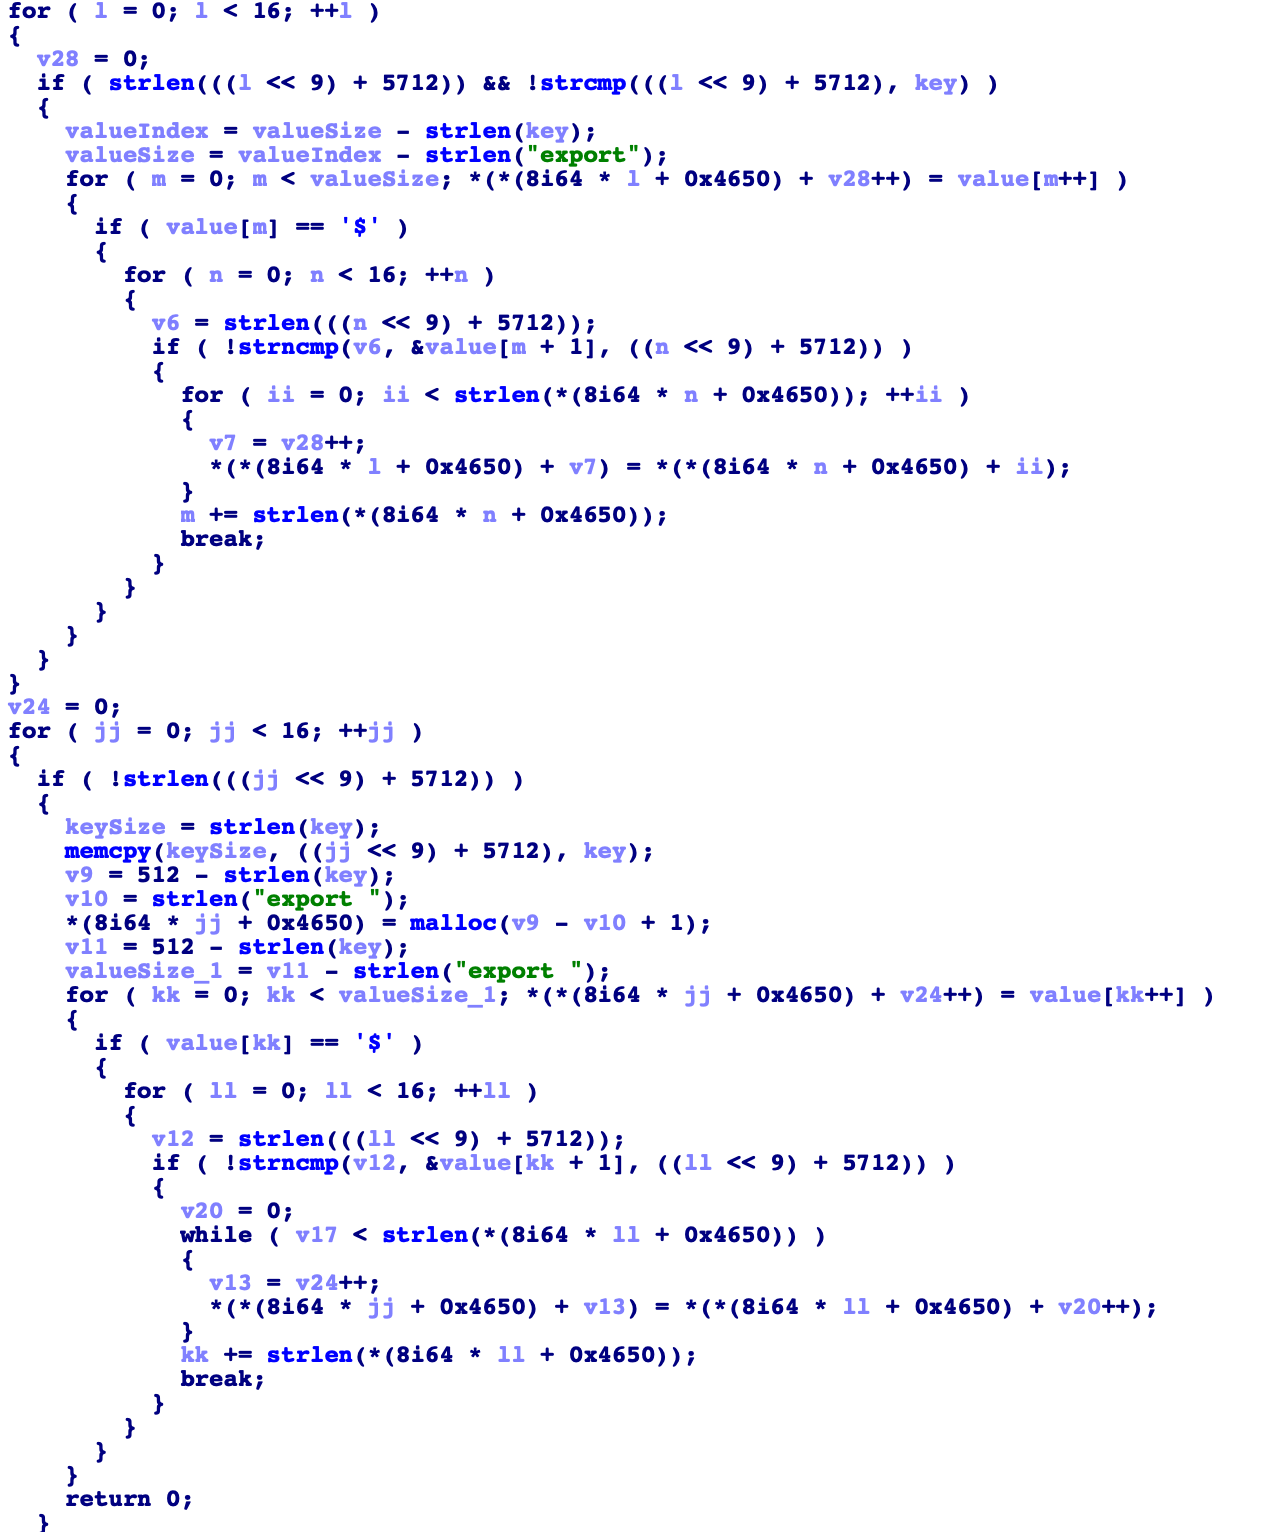 for ( l = 0; l < 16; ++l )
{
v28 = 0;
if ( strlen(((l << 9) + 5712)) && !strcmp(((l << 9) + 5712), key) )
{
valueIndex = valueSize - strlen(key);
valueSize = valueIndex - strlen("export");
for ( m = 0; m < valueSize; *(*(8i64 * l + 0x4650) + v28++) = value[m++] )
{
if ( value[m] == '$' )
{
for ( n = 0; n < 16; ++n )
{
v6 = strlen(((n << 9) + 5712));
if ( !strncmp(v6, &value[m + 1], ((n << 9) + 5712)) )
{
for ( ii = 0; ii < strlen(*(8i64 * n + 0x4650)); ++ii )
{
v7 = v28++;
*(*(8i64 * l + 0x4650) + v7) = *(*(8i64 * n + 0x4650) + ii);
}
m += strlen(*(8i64 * n + 0x4650));
break;
}
}
}
}
}
}
v24 = 0;
for ( jj = 0; jj < 16; ++jj )
{
if ( !strlen(((jj << 9) + 5712)) )
{
keySize = strlen(key);
memcpy(keySize, ((jj << 9) + 5712), key);
v9 = 512 - strlen(key);
v10 = strlen("export ");
*(8i64 * jj + 0x4650) = malloc(v9 - v10 + 1);
v11 = 512 - strlen(key);
valueSize_1 = v11 - strlen("export ");
for ( kk = 0; kk < valueSize_1; *(*(8i64 * jj + 0x4650) + v24++) = value[kk++] )
{
if ( value[kk] == '$' )
{
for ( ll = 0; ll < 16; ++ll )
{
v12 = strlen(((ll << 9) + 5712));
if ( !strncmp(v12, &value[kk + 1], ((ll << 9) + 5712)) )
{
v20 = 0;
while ( v17 < strlen(*(8i64 * ll + 0x4650)) )
{
v13 = v24++;
*(*(8i64 * jj + 0x4650) + v13) = *(*(8i64 * ll + 0x4650) + v20++);
}
kk += strlen(*(8i64 * ll + 0x4650));
break;
}
}
}
}
return 0;
}